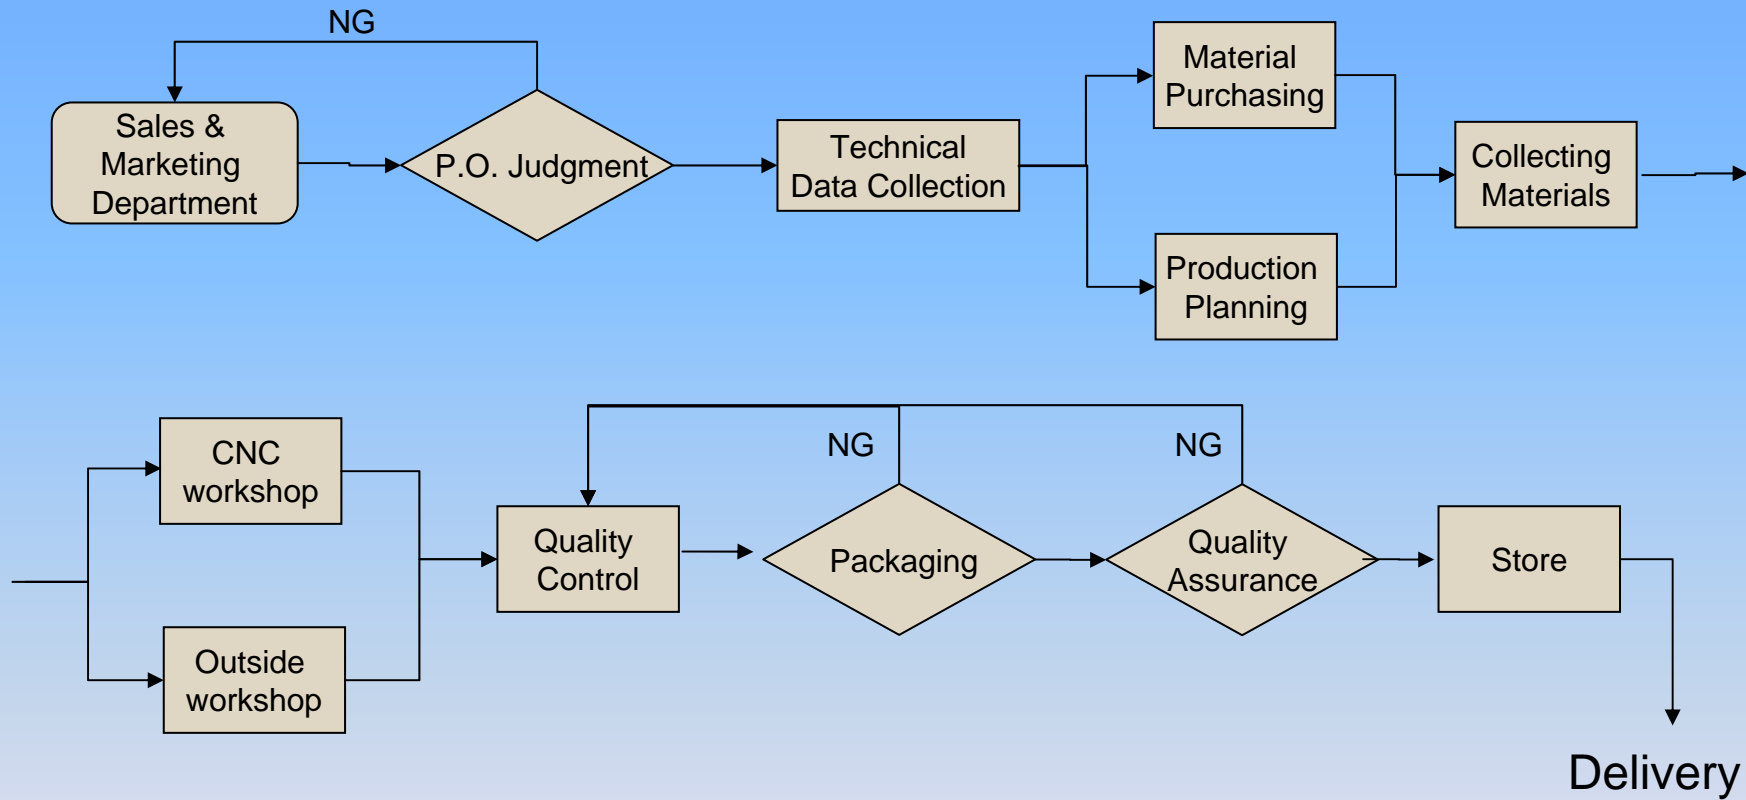 NG
Sales &
Marketing
Department
P.O. Judgment
Technical
Data Collection
Material
Purchasing
Production
Planning
Collecting
Materials
CNC
workshop
Outside
workshop
Quality
Control
NG
Packaging
NG
Quality
Assurance
Store
Delivery